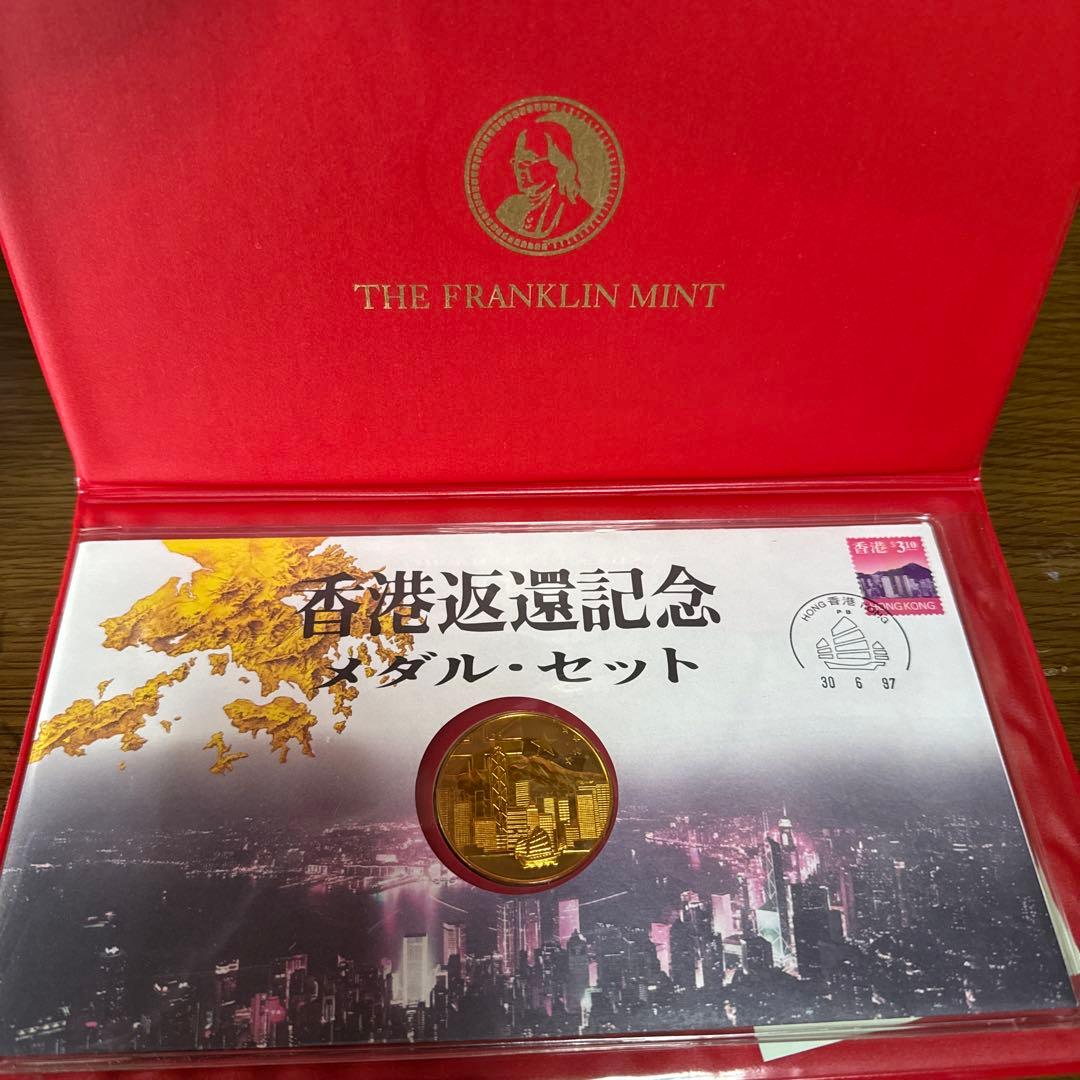 THE FRANKLIN MINT
香港返還記念
メダル・セット
香港 $3.10
HONG KONG
HONG 香港 KONG
P B
30 6 97